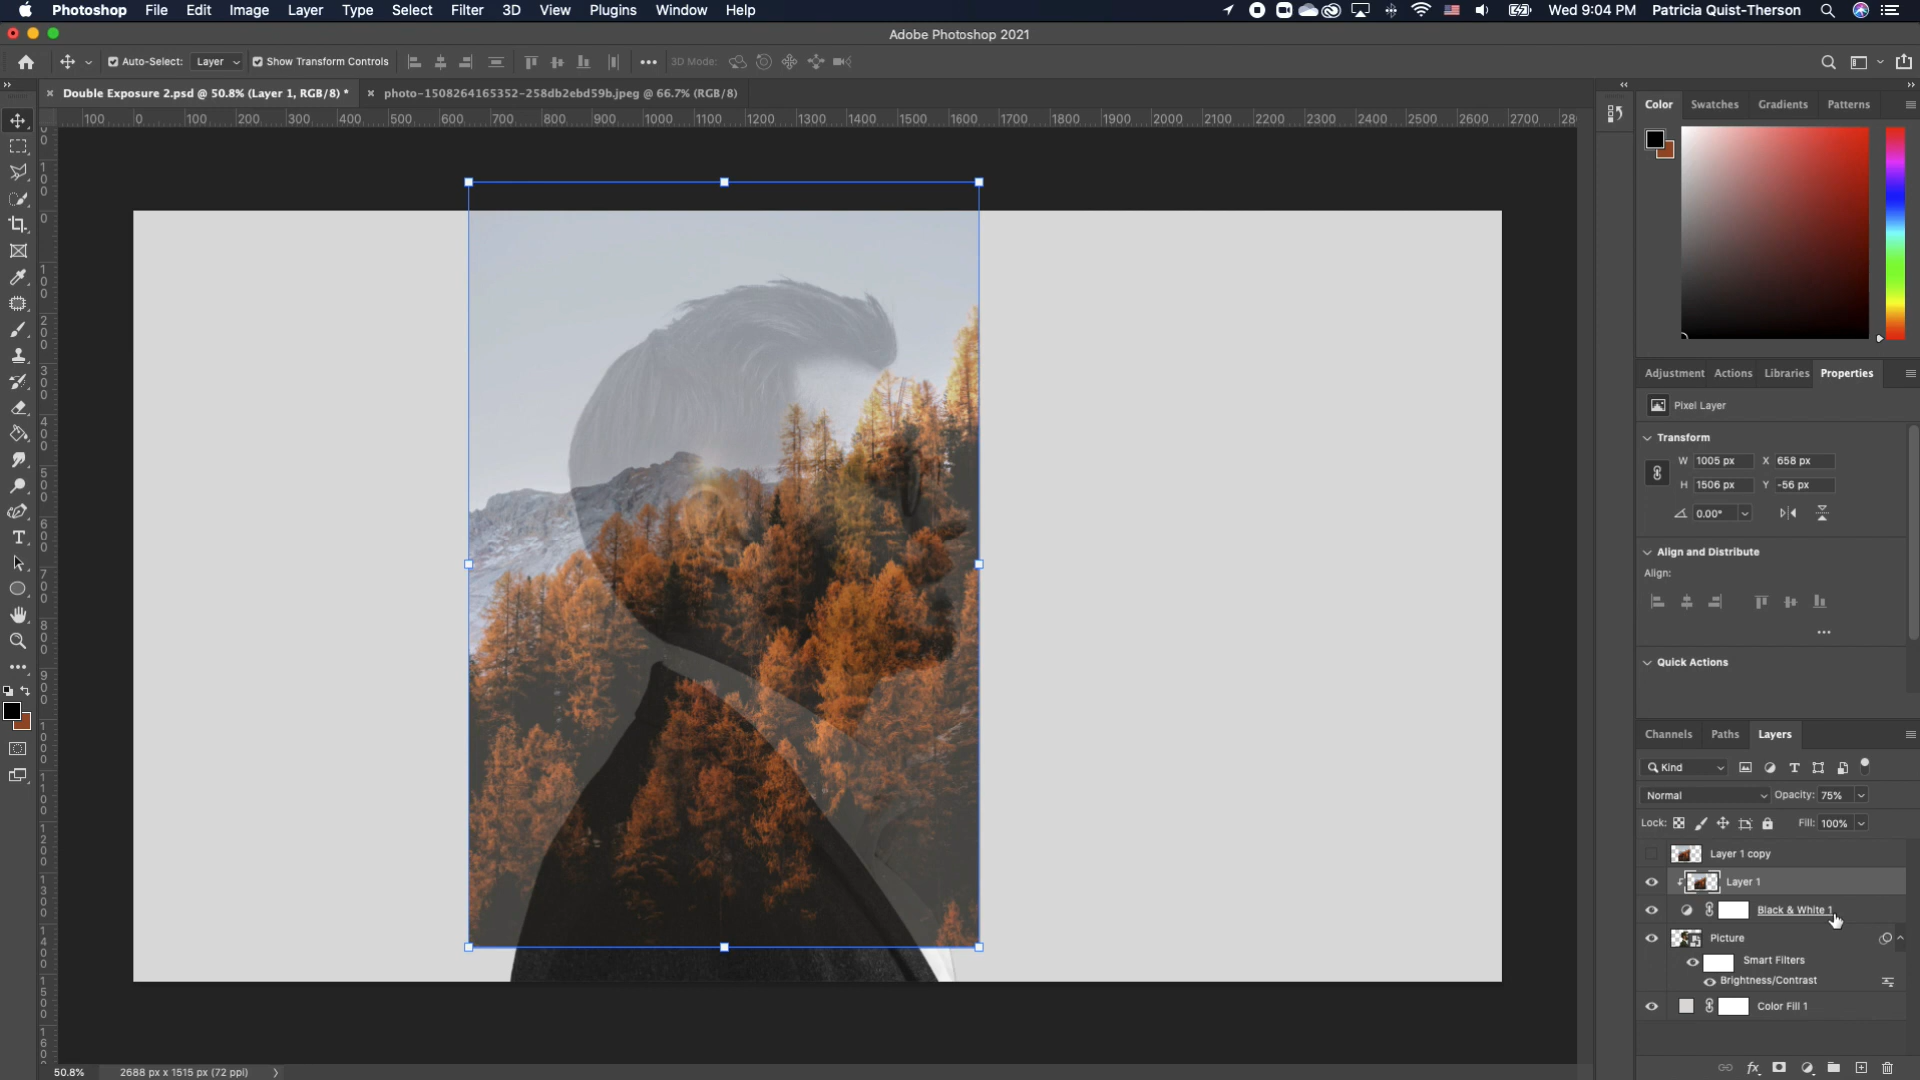 Photoshop File Edit Image Layer Type Select Filter 3D View Plugins Window Help Wed 9:04 PM Patricia Quist-Therson
Adobe Photoshop 2021
Auto-Select: Layer Show Transform Controls 3D Mode:
Double Exposure 2.psd @ 50.8% (Layer 1, RGB/8) * photo-1508264165352-258db2ebd59b.jpeg @ 66.7% (RGB/8)
100 0 100 200 300 400 500 600 700 800 900 1000 1100 1200 1300 1400 1500 1600 1700 1800 1900 2000 2100 2200 2300 2400 2500 2600 2700 28
Color Swatches Gradients Patterns
Adjustment Actions Libraries Properties
Pixel Layer
Transform
W 1005 px X 658 px
H 1506 px Y -56 px
0.00°
Align and Distribute
Align:
Quick Actions
Channels Paths Layers
Kind
Normal Opacity: 75%
Lock: Fill: 100%
Layer 1 copy
Layer 1
Black & White 1
Picture
Smart Filters
Brightness/Contrast
Color Fill 1
50.8% 2688 px x 1515 px (72 ppi)